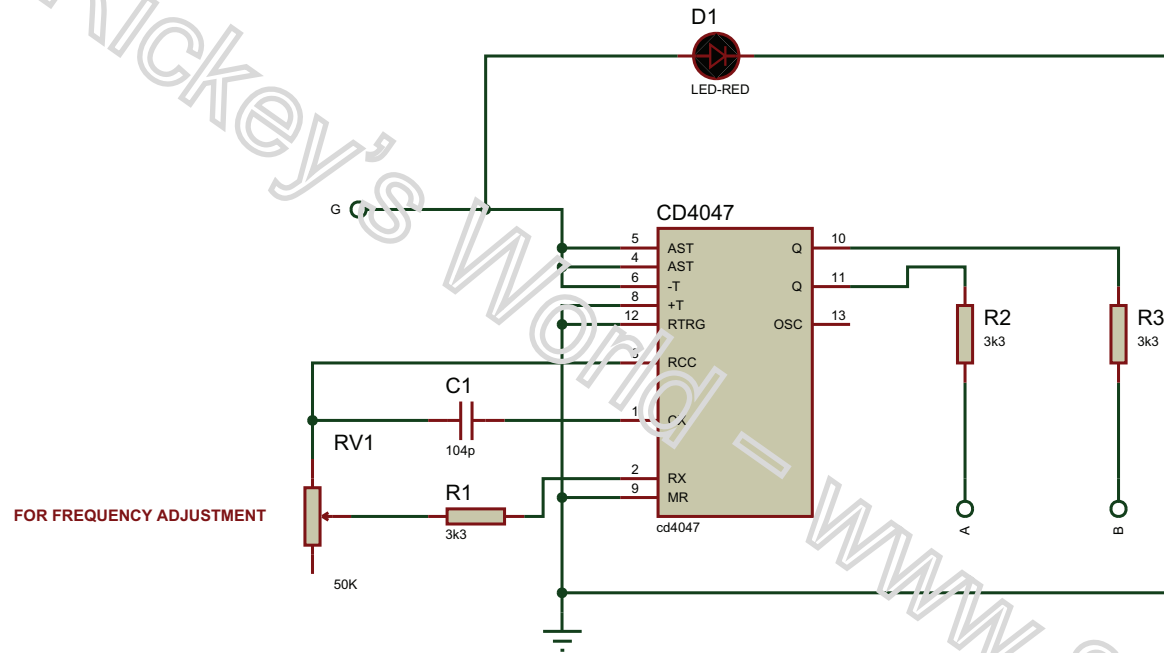 D1
LED-RED
G
CD4047
5 AST Q 10
4 AST
6 -T Q 11
8 +T
12 RTRG OSC 13
RCC
1 CX
2 RX
9 MR
cd4047
R2
3k3
R3
3k3
C1
104p
RV1
R1
3k3
FOR FREQUENCY ADJUSTMENT
50K
A
B
Rickey's World – www.